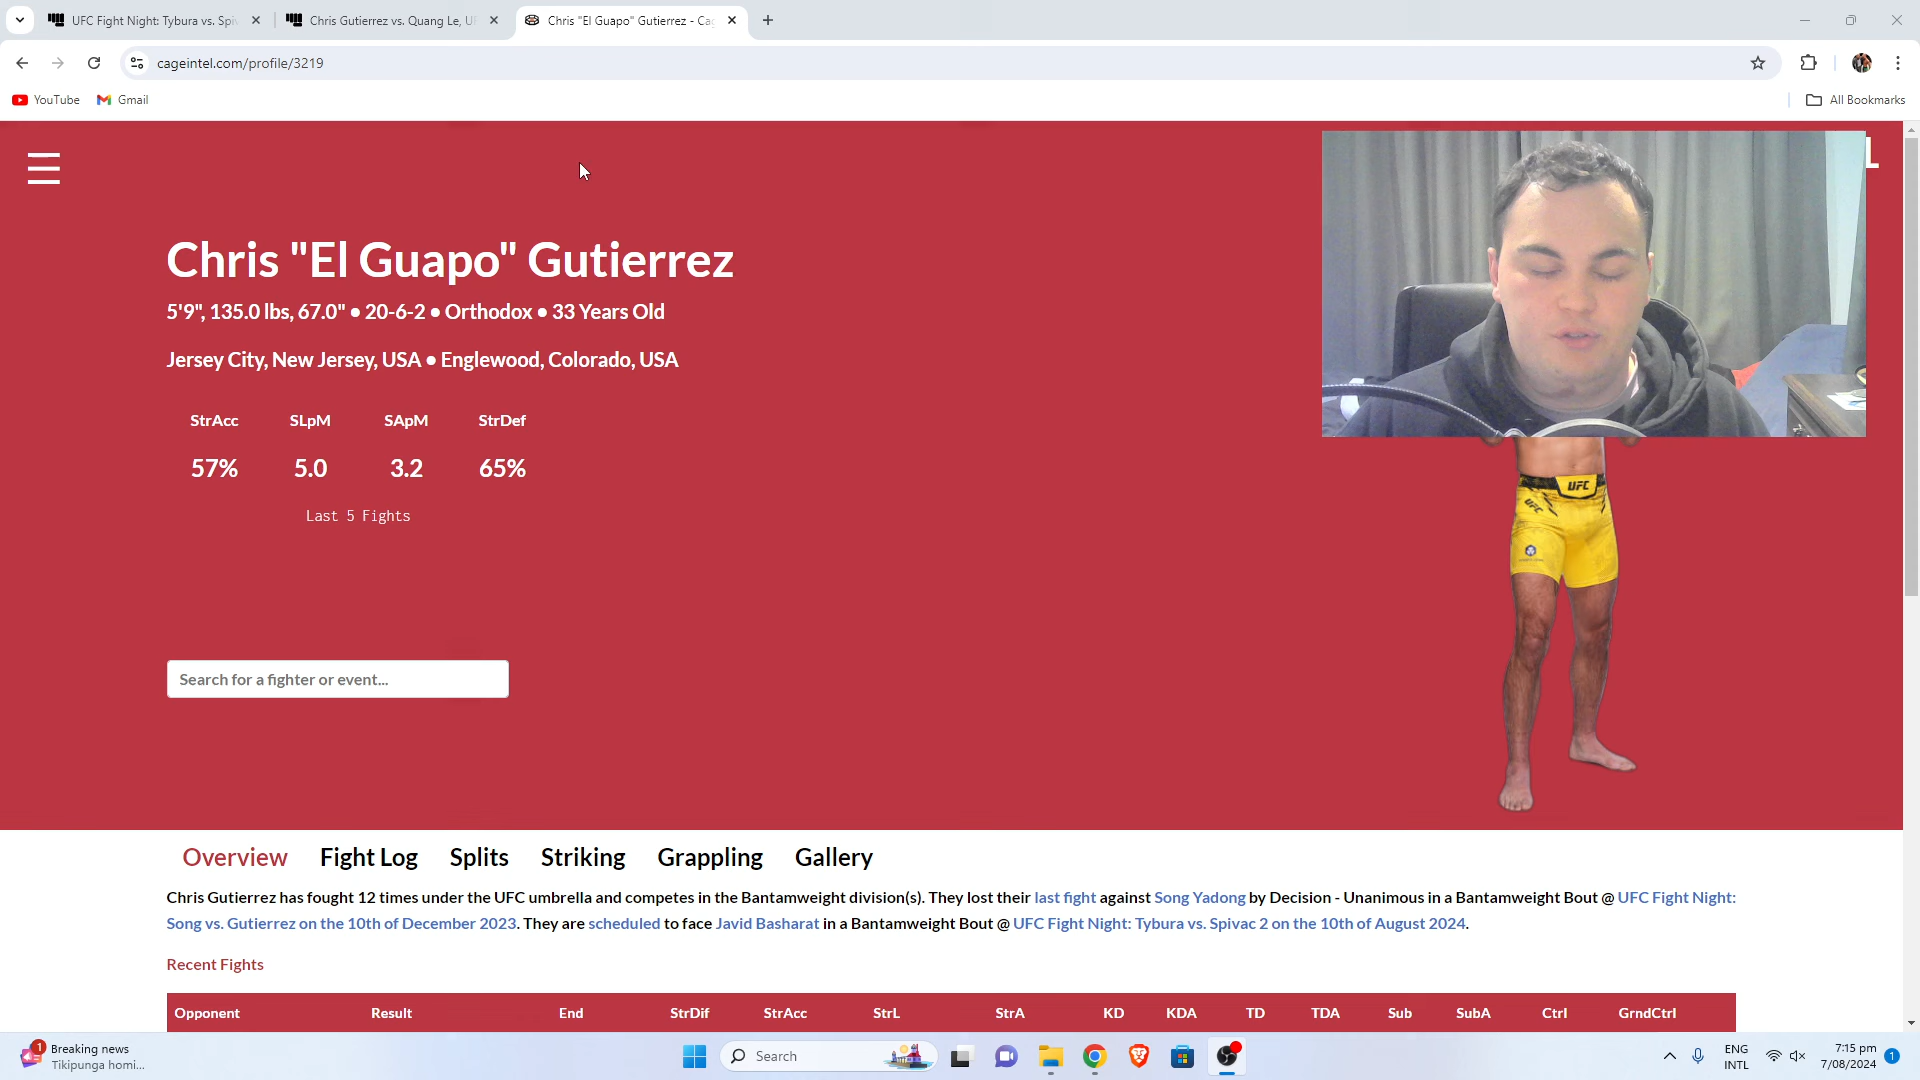 UFC Fight Night: Tybura vs. Spi
Chris Gutierrez vs. Quang Le, U
Chris "El Guapo" Gutierrez - Ca
cageintel.com/profile/3219
YouTube
Gmail
All Bookmarks
Chris "El Guapo" Gutierrez
5'9", 135.0 lbs, 67.0" • 20-6-2 • Orthodox • 33 Years Old
Jersey City, New Jersey, USA • Englewood, Colorado, USA
StrAcc SLpM SApM StrDef
57% 5.0 3.2 65%
Last 5 Fights
UFC
Search for a fighter or event...
Overview Fight Log Splits Striking Grappling Gallery
Chris Gutierrez has fought 12 times under the UFC umbrella and competes in the Bantamweight division(s). They lost their last fight against Song Yadong by Decision - Unanimous in a Bantamweight Bout @ UFC Fight Night:
Song vs. Gutierrez on the 10th of December 2023. They are scheduled to face Javid Basharat in a Bantamweight Bout @ UFC Fight Night: Tybura vs. Spivac 2 on the 10th of August 2024.
Recent Fights
Opponent Result End StrDif StrAcc StrL StrA KD KDA TD TDA Sub SubA Ctrl GrndCtrl
1
Breaking news
Tikipunga homi...
Search
ENG
INTL
7:15 pm
7/08/2024
1